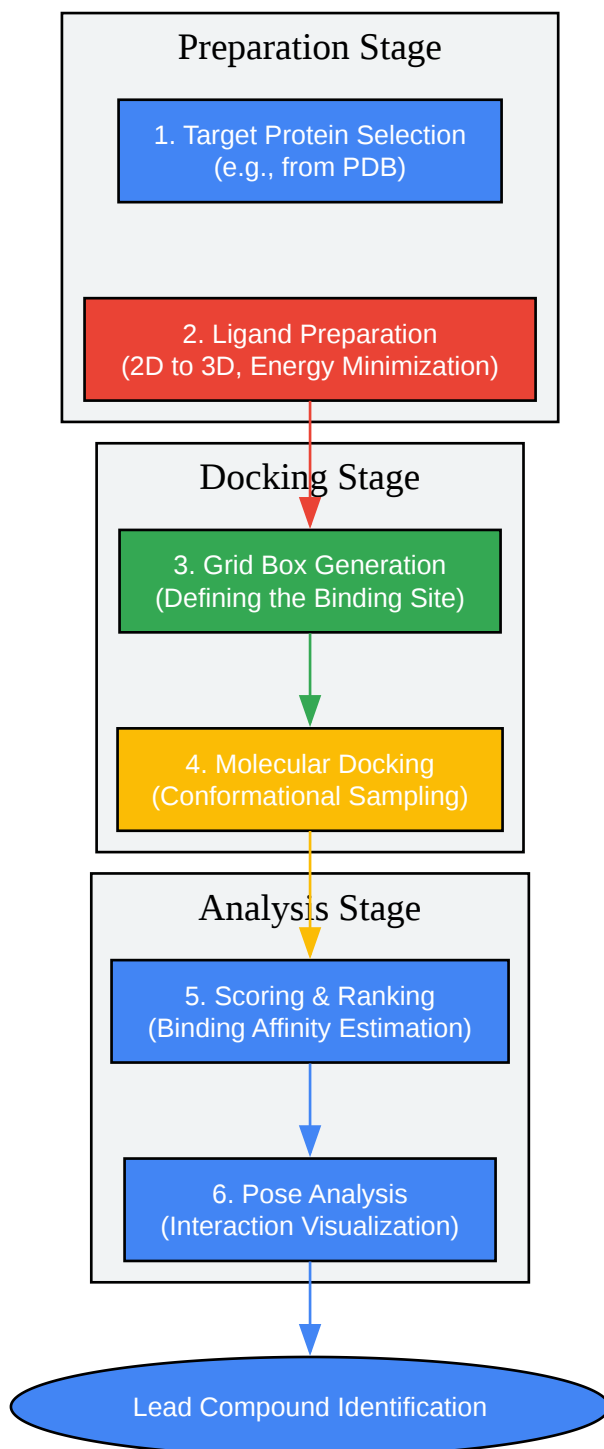 Preparation Stage
1. Target Protein Selection
(e.g., from PDB)
2. Ligand Preparation
(2D to 3D, Energy Minimization)
Docking Stage
3. Grid Box Generation
(Defining the Binding Site)
4. Molecular Docking
(Conformational Sampling)
Analysis Stage
5. Scoring & Ranking
(Binding Affinity Estimation)
6. Pose Analysis
(Interaction Visualization)
Lead Compound Identification